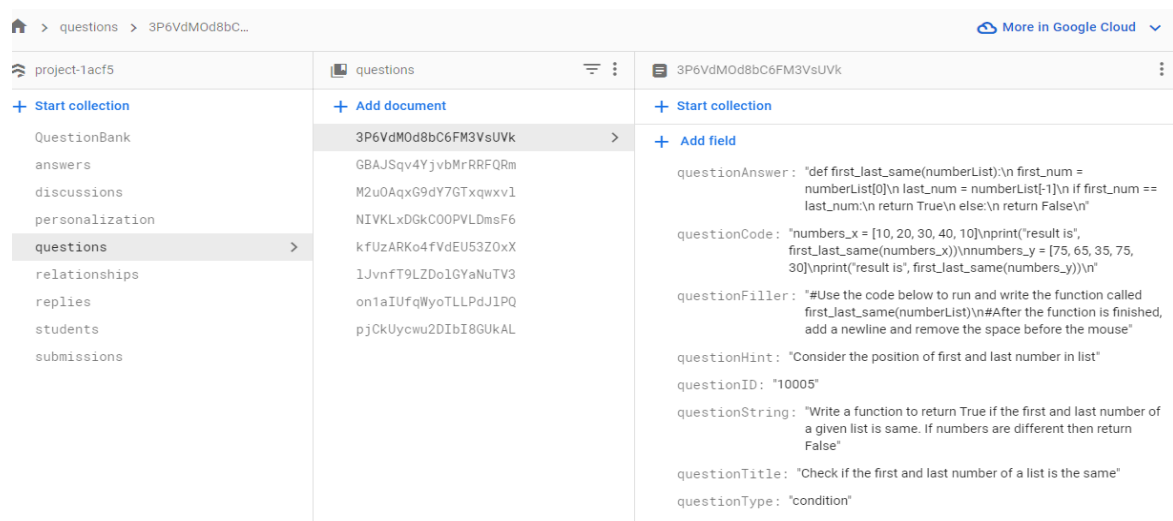 > questions > 3P6VdMOd8bC...
More in Google Cloud
project-1acf5
+ Start collection
QuestionBank
answers
discussions
personalization
questions >
relationships
replies
students
submissions
questions
+ Add document
3P6VdMOd8bC6FM3VsUVk >
GBAJSqv4YjvbMrRRFQRm
M2uOAqxG9dY7GTxqwxvl
NIVKLxDGkCOOPVLDmsF6
kfUzARKo4fVdEU53ZOxX
lJvnfT9LZDolGYaNuTV3
on1aIUfqWyoTLLPdJlPQ
pjCkUycwu2DIbI8GUkAL
3P6VdMOd8bC6FM3VsUVk
+ Start collection
+ Add field
questionAnswer: "def first_last_same(numberList):\n first_num =
numberList[0]\n last_num = numberList[-1]\n if first_num ==
last_num:\n return True\n else:\n return False\n"
questionCode: "numbers_x = [10, 20, 30, 40, 10]\nprint("result is",
first_last_same(numbers_x))\nnumbers_y = [75, 65, 35, 75,
30]\nprint("result is", first_last_same(numbers_y))\n"
questionFiller: "#Use the code below to run and write the function called
first_last_same(numberList)\n#After the function is finished,
add a newline and remove the space before the mouse"
questionHint: "Consider the position of first and last number in list"
questionID: "10005"
questionString: "Write a function to return True if the first and last number of
a given list is same. If numbers are different then return
False"
questionTitle: "Check if the first and last number of a list is the same"
questionType: "condition"